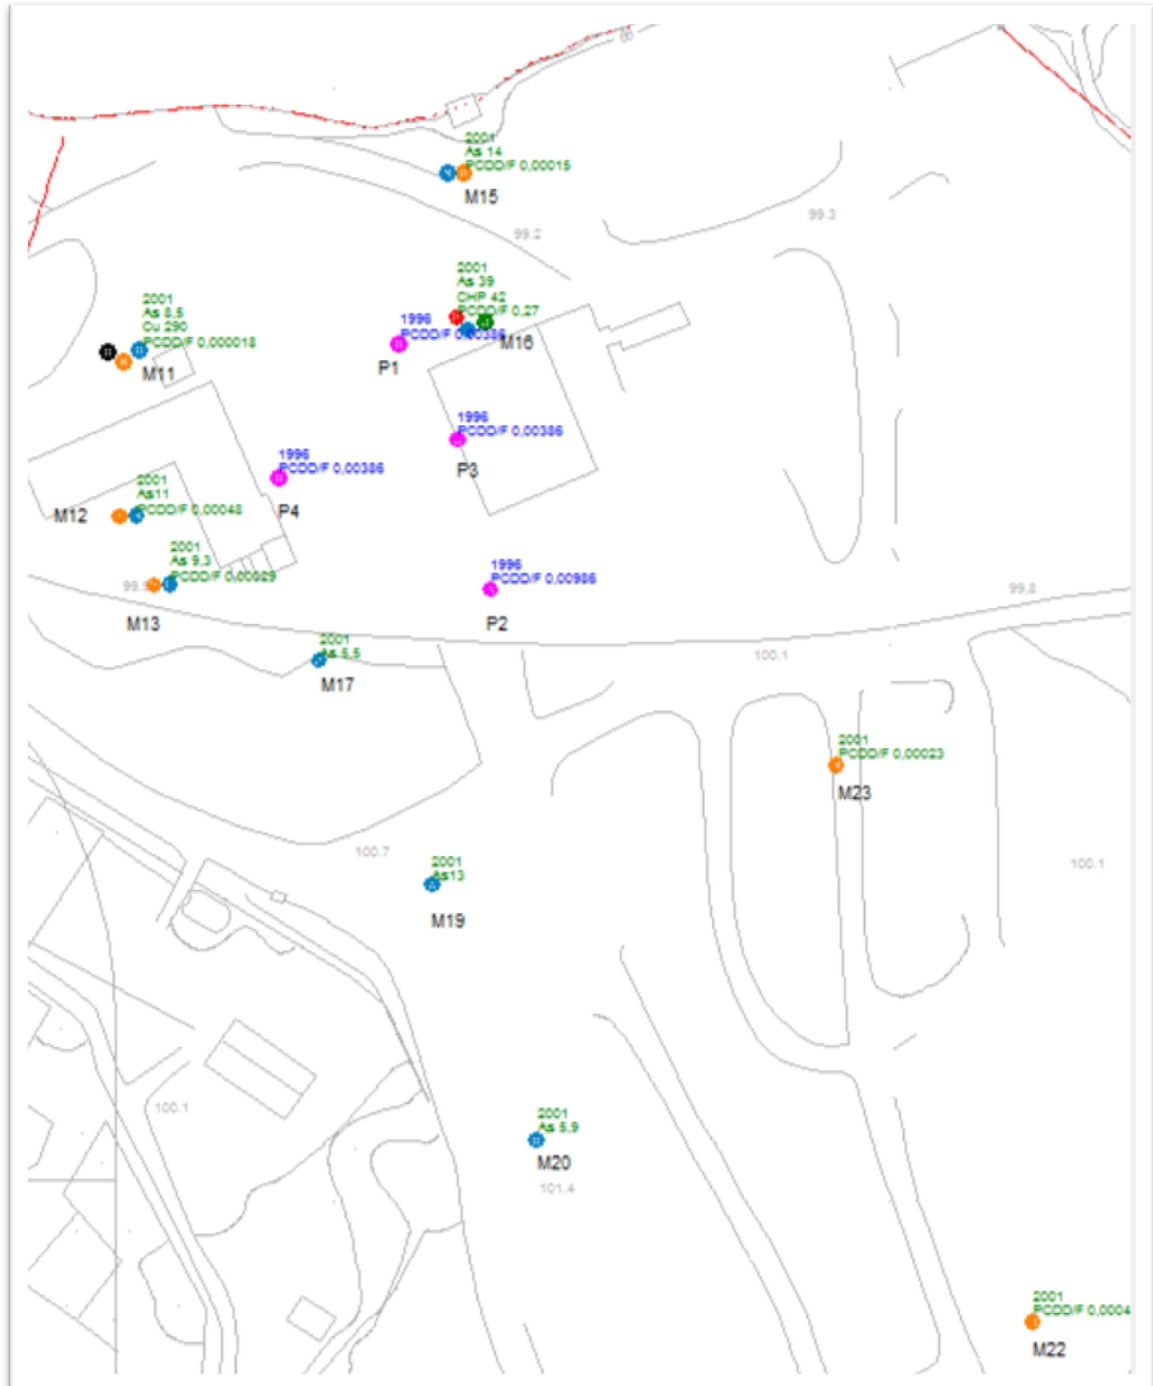 60
2001
As 14
PCDD/F 0,00015
M15
99.3
99.2
2001
As 39
CHP 42
PCDD/F 0,27
M16
2001
As 8,5
Cu 290
PCDD/F 0,000018
M11
1996
PCDD/F 0,00386
P1
1996
PCDD/F 0,00386
P3
1996
PCDD/F 0,00386
P4
2001
As11
PCDD/F 0,00048
M12
2001
As 9,3
PCDD/F 0,00029
M13
1996
PCDD/F 0,00986
P2
99.8
2001
As 5,5
M17
100.1
2001
PCDD/F 0,00023
M23
100.7
2001
As13
M19
100.1
100.1
2001
As 5,9
M20
101.4
2001
PCDD/F 0,0004
M22